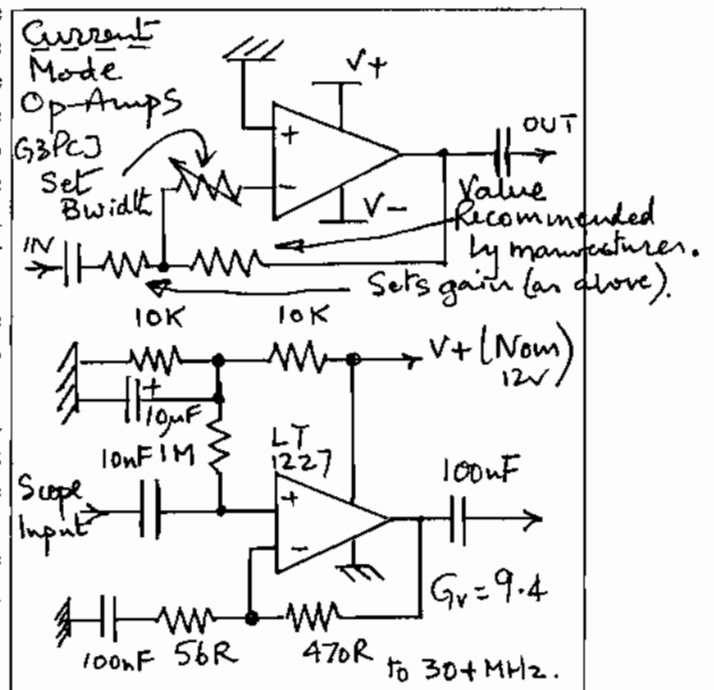 Current
Mode
Op-Amps
G3PCJ
Set
Bwidth
V+
+
-
V-
OUT
IN
Value
Recommended
by manufacturer.
Sets gain (as above).
10K
10K
V+ (Nom)
12V
+
10µF
10nF
1M
LT
1227
100nF
Scope
Input
+
-
Gv = 9.4
100nF
56R
470R
to 30+ MHz.